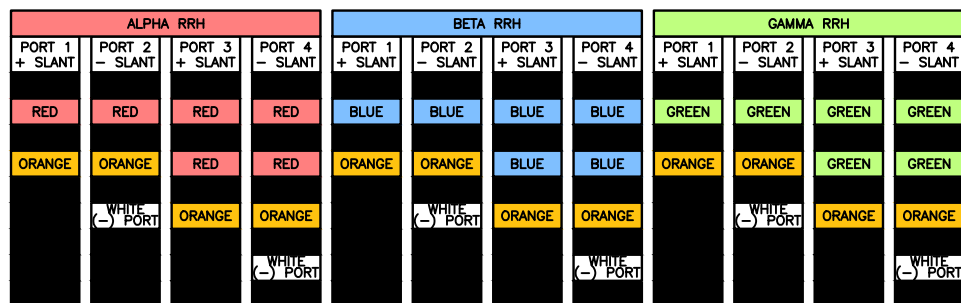 ALPHA RRH BETA RRH GAMMA RRH
PORT 1 PORT 2 PORT 3 PORT 4 PORT 1 PORT 2 PORT 3 PORT 4 PORT 1 PORT 2 PORT 3 PORT 4
+ SLANT - SLANT + SLANT - SLANT + SLANT - SLANT + SLANT - SLANT + SLANT - SLANT + SLANT - SLANT
RED RED RED RED BLUE BLUE BLUE BLUE GREEN GREEN GREEN GREEN
ORANGE ORANGE RED RED ORANGE ORANGE BLUE BLUE ORANGE ORANGE GREEN GREEN
WHITE WHITE WHITE
(-) PORT ORANGE ORANGE (-) PORT ORANGE ORANGE (-) PORT ORANGE ORANGE
WHITE WHITE WHITE
(-) PORT (-) PORT (-) PORT